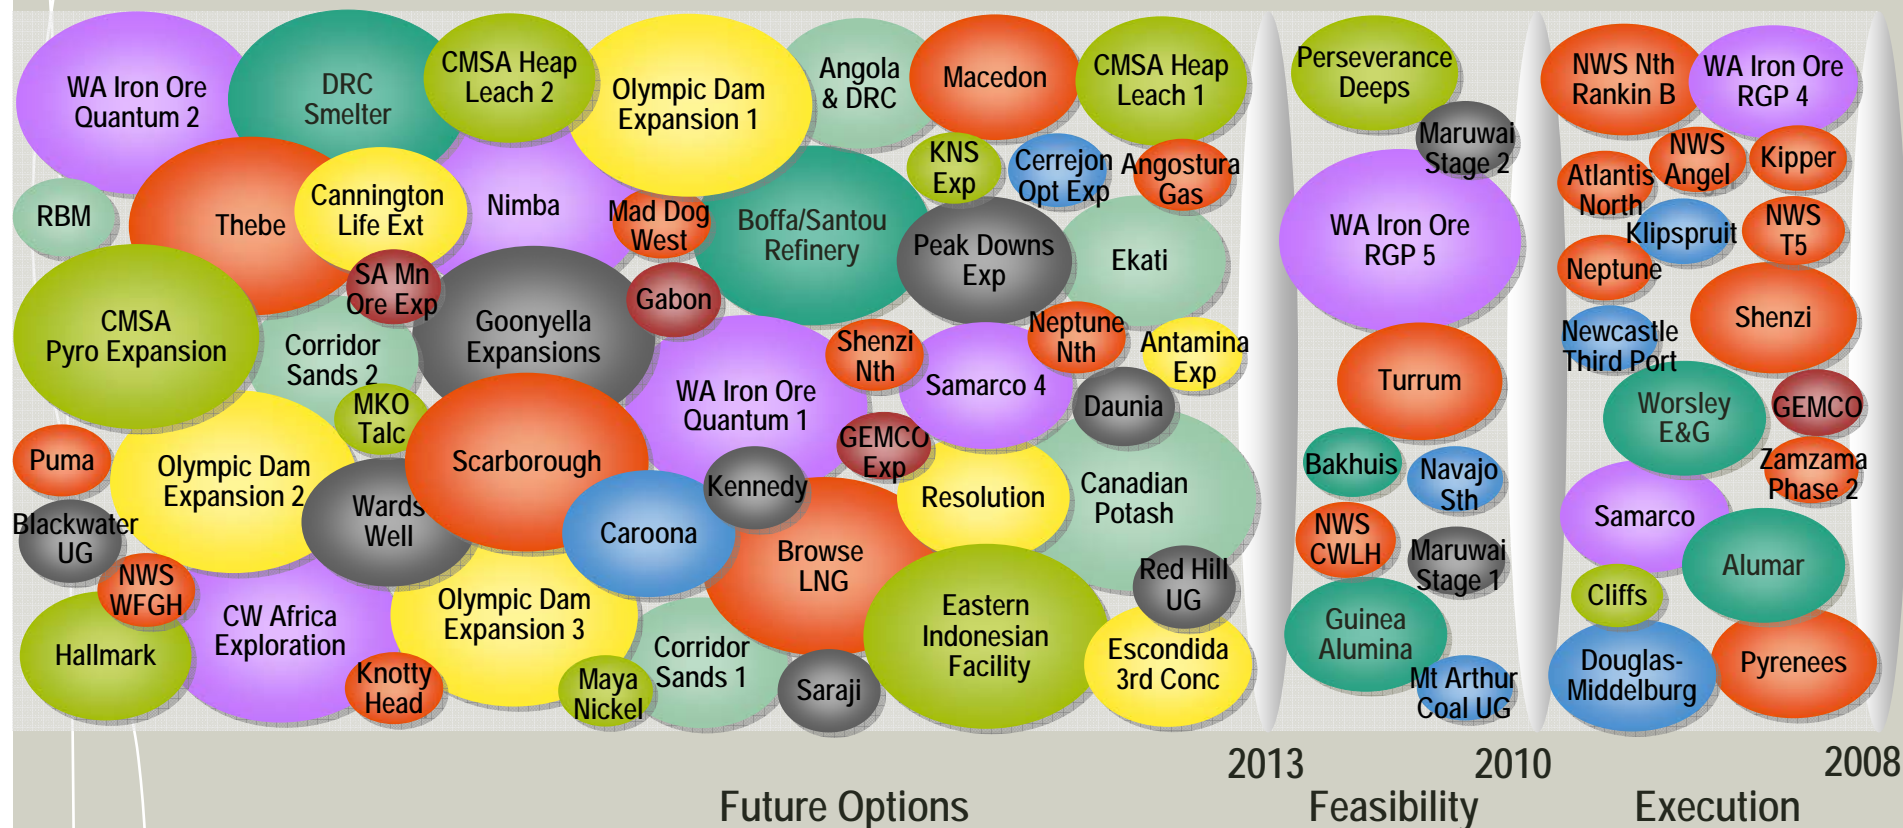 WA Iron Ore
Quantum 2
DRC
Smelter
CMSA Heap
Leach 2
Olympic Dam
Expansion 1
Angola
& DRC
Macedon
CMSA Heap
Leach 1
RBM
Thebe
Cannington
Life Ext
Nimba
Mad Dog
West
Boffa/Santou
Refinery
KNS
Exp
Cerrejon
Opt Exp
Angostura
Gas
Peak Downs
Exp
Ekati
SA Mn
Ore Exp
Gabon
CMSA
Pyro Expansion
Corridor
Sands 2
Goonyella
Expansions
Shenzi
Nth
Neptune
Nth
Antamina
Exp
WA Iron Ore
Quantum 1
Samarco 4
Daunia
MKO
Talc
GEMCO
Exp
Puma
Olympic Dam
Expansion 2
Scarborough
Kennedy
Resolution
Canadian
Potash
Blackwater
UG
Wards
Well
Caroona
Browse
LNG
NWS
WFGH
Red Hill
UG
Hallmark
CW Africa
Exploration
Olympic Dam
Expansion 3
Eastern
Indonesian
Facility
Escondida
3rd Conc
Knotty
Head
Maya
Nickel
Corridor
Sands 1
Saraji
Perseverance
Deeps
Maruwai
Stage 2
WA Iron Ore
RGP 5
Turrum
Bakhuis
Navajo
Sth
NWS
CWLH
Maruwai
Stage 1
Guinea
Alumina
Mt Arthur
Coal UG
NWS Nth
Rankin B
WA Iron Ore
RGP 4
NWS
Angel
Kipper
Atlantis
North
Klipspruit
NWS
T5
Neptune
Shenzi
Newcastle
Third Port
Worsley
E&G
GEMCO
Zamzama
Phase 2
Samarco
Alumar
Cliffs
Douglas-
Middelburg
Pyrenees
2013
2010
2008
Future Options
Feasibility
Execution